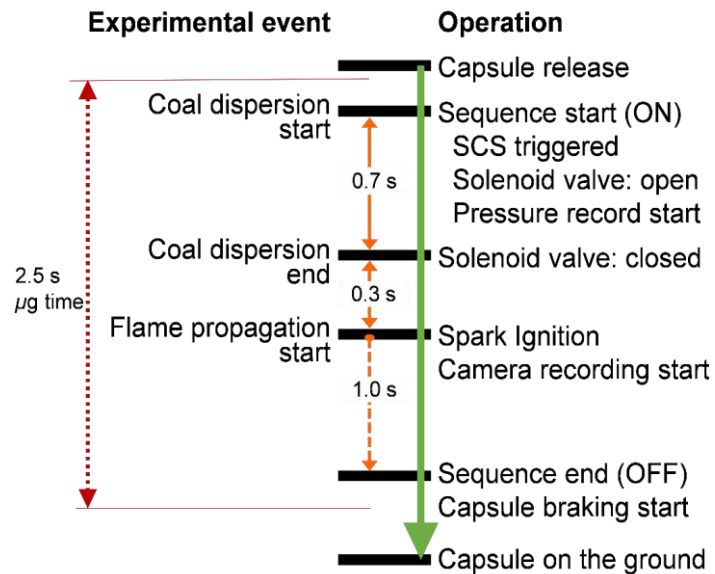 Experimental event
Operation
Capsule release
Coal dispersion
start
Sequence start (ON)
SCS triggered
Solenoid valve: open
Pressure record start
0.7 s
Coal dispersion
end
Solenoid valve: closed
2.5 s
µg time
0.3 s
Flame propagation
start
Spark Ignition
Camera recording start
1.0 s
Sequence end (OFF)
Capsule braking start
Capsule on the ground